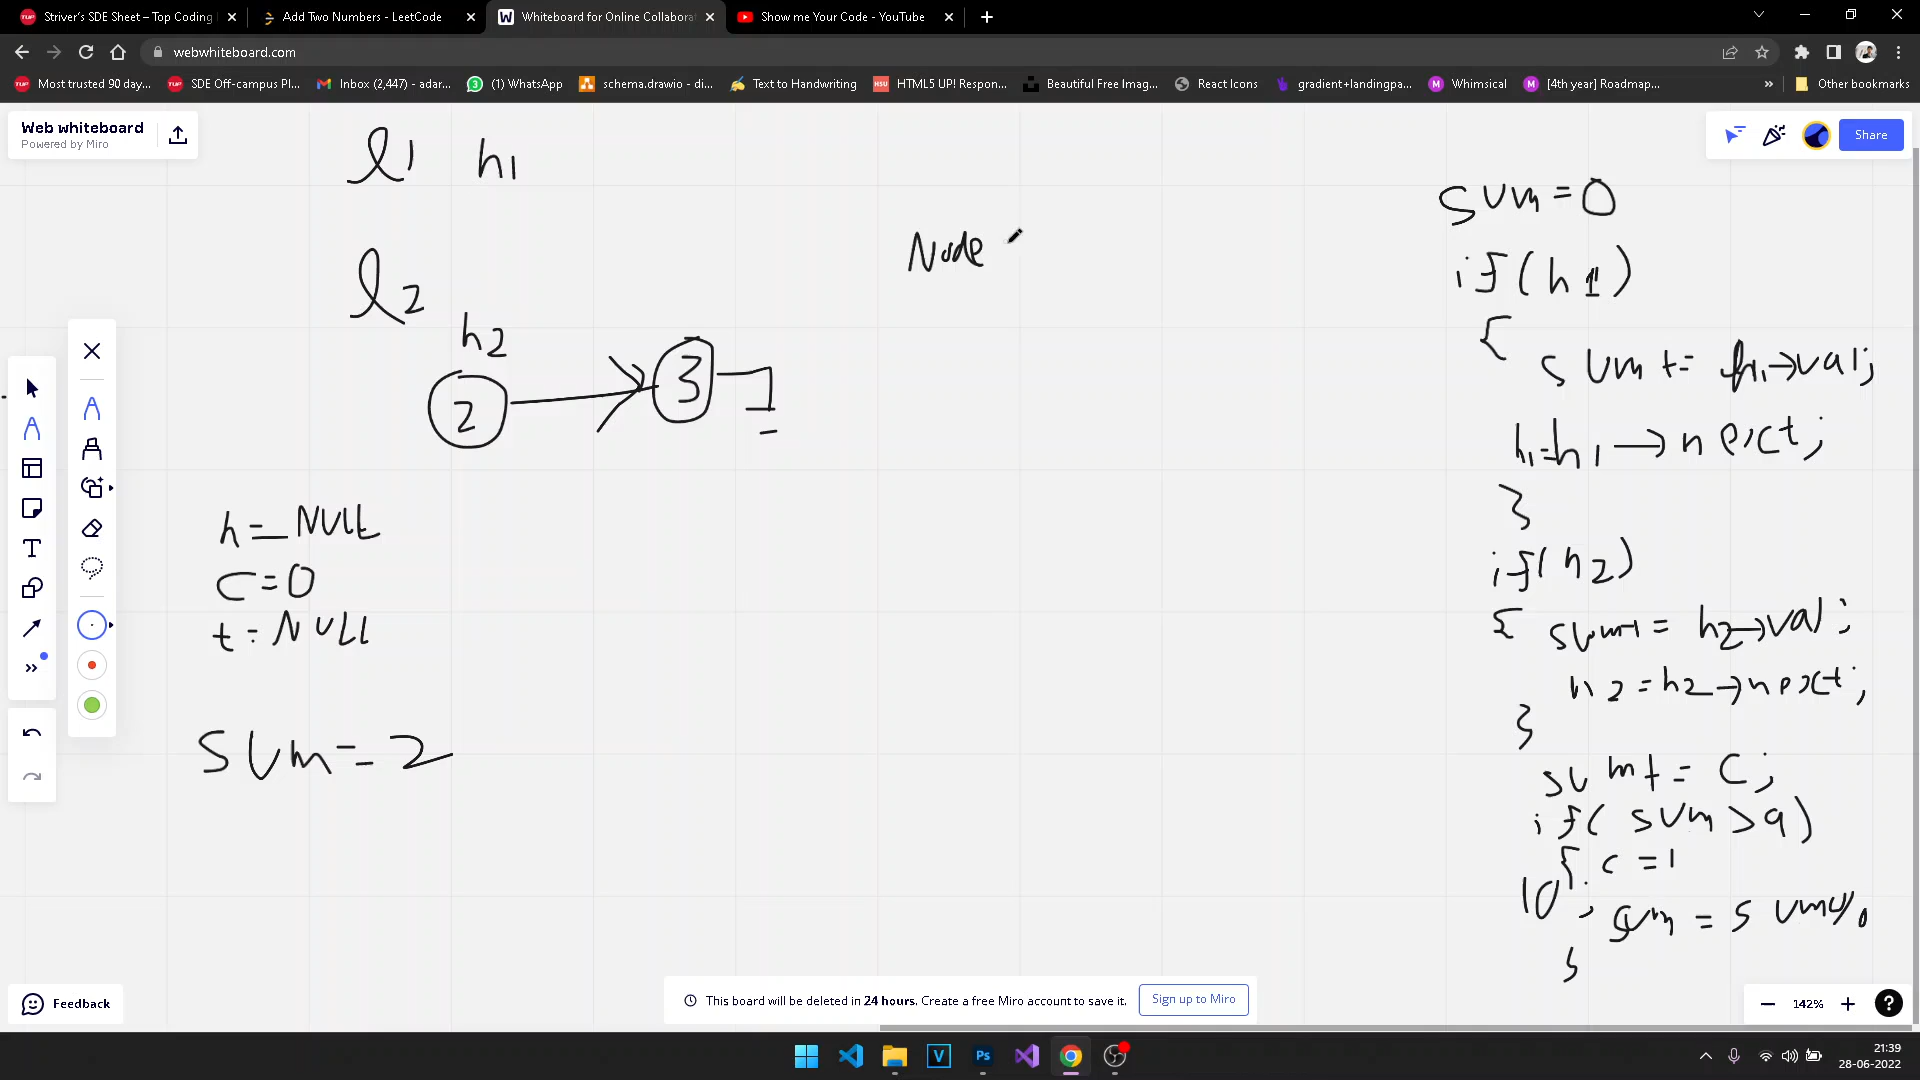 Striver's SDE Sheet – Top Coding
Add Two Numbers - LeetCode
Whiteboard for Online Collabora
Show me Your Code - YouTube
webwhiteboard.com
Most trusted 90 day...
SDE Off-campus Pl...
Inbox (2,447) - adar...
(1) WhatsApp
schema.drawio - di...
Text to Handwriting
HTML5 UP! Respon...
Beautiful Free Imag...
React Icons
gradient+landingpa...
Whimsical
[4th year] Roadmap...
»
Other bookmarks
Web whiteboard
Powered by Miro
Share
l1 h1
l2
h2
2
3
Node
h = NULL
c = 0
t = NULL
sum = 2
sum = 0
if(h1)
{
sum += h1->val;
h1 = h1 -> next;
}
if(h2)
{ sum+ = h2->val;
h2 = h2->next;
}
sum += c;
if(sum > 9)
{ c = 1
10; sum = sum%
}
Feedback
This board will be deleted in 24 hours. Create a free Miro account to save it.
Sign up to Miro
142%
?
21:39
28-06-2022